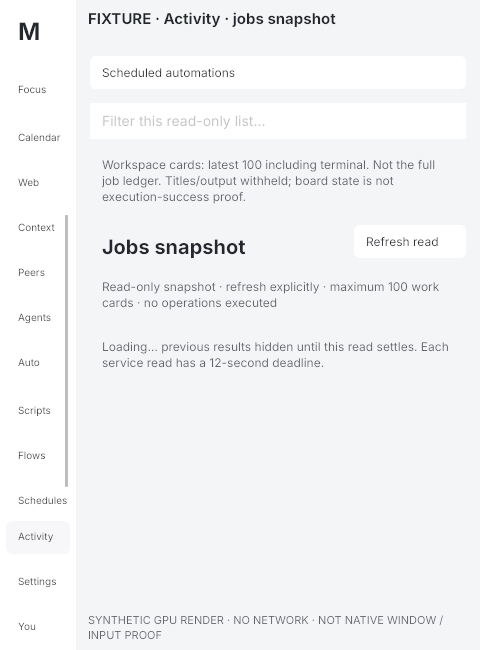 M
FIXTURE · Activity · jobs snapshot
Focus
Calendar
Web
Context
Peers
Agents
Auto
Scripts
Flows
Schedules
Activity
Settings
You
Scheduled automations
Filter this read-only list...
Workspace cards: latest 100 including terminal. Not the full
job ledger. Titles/output withheld; board state is not
execution-success proof.
Jobs snapshot
Refresh read
Read-only snapshot · refresh explicitly · maximum 100 work
cards · no operations executed
Loading... previous results hidden until this read settles. Each
service read has a 12-second deadline.
SYNTHETIC GPU RENDER · NO NETWORK · NOT NATIVE WINDOW /
INPUT PROOF